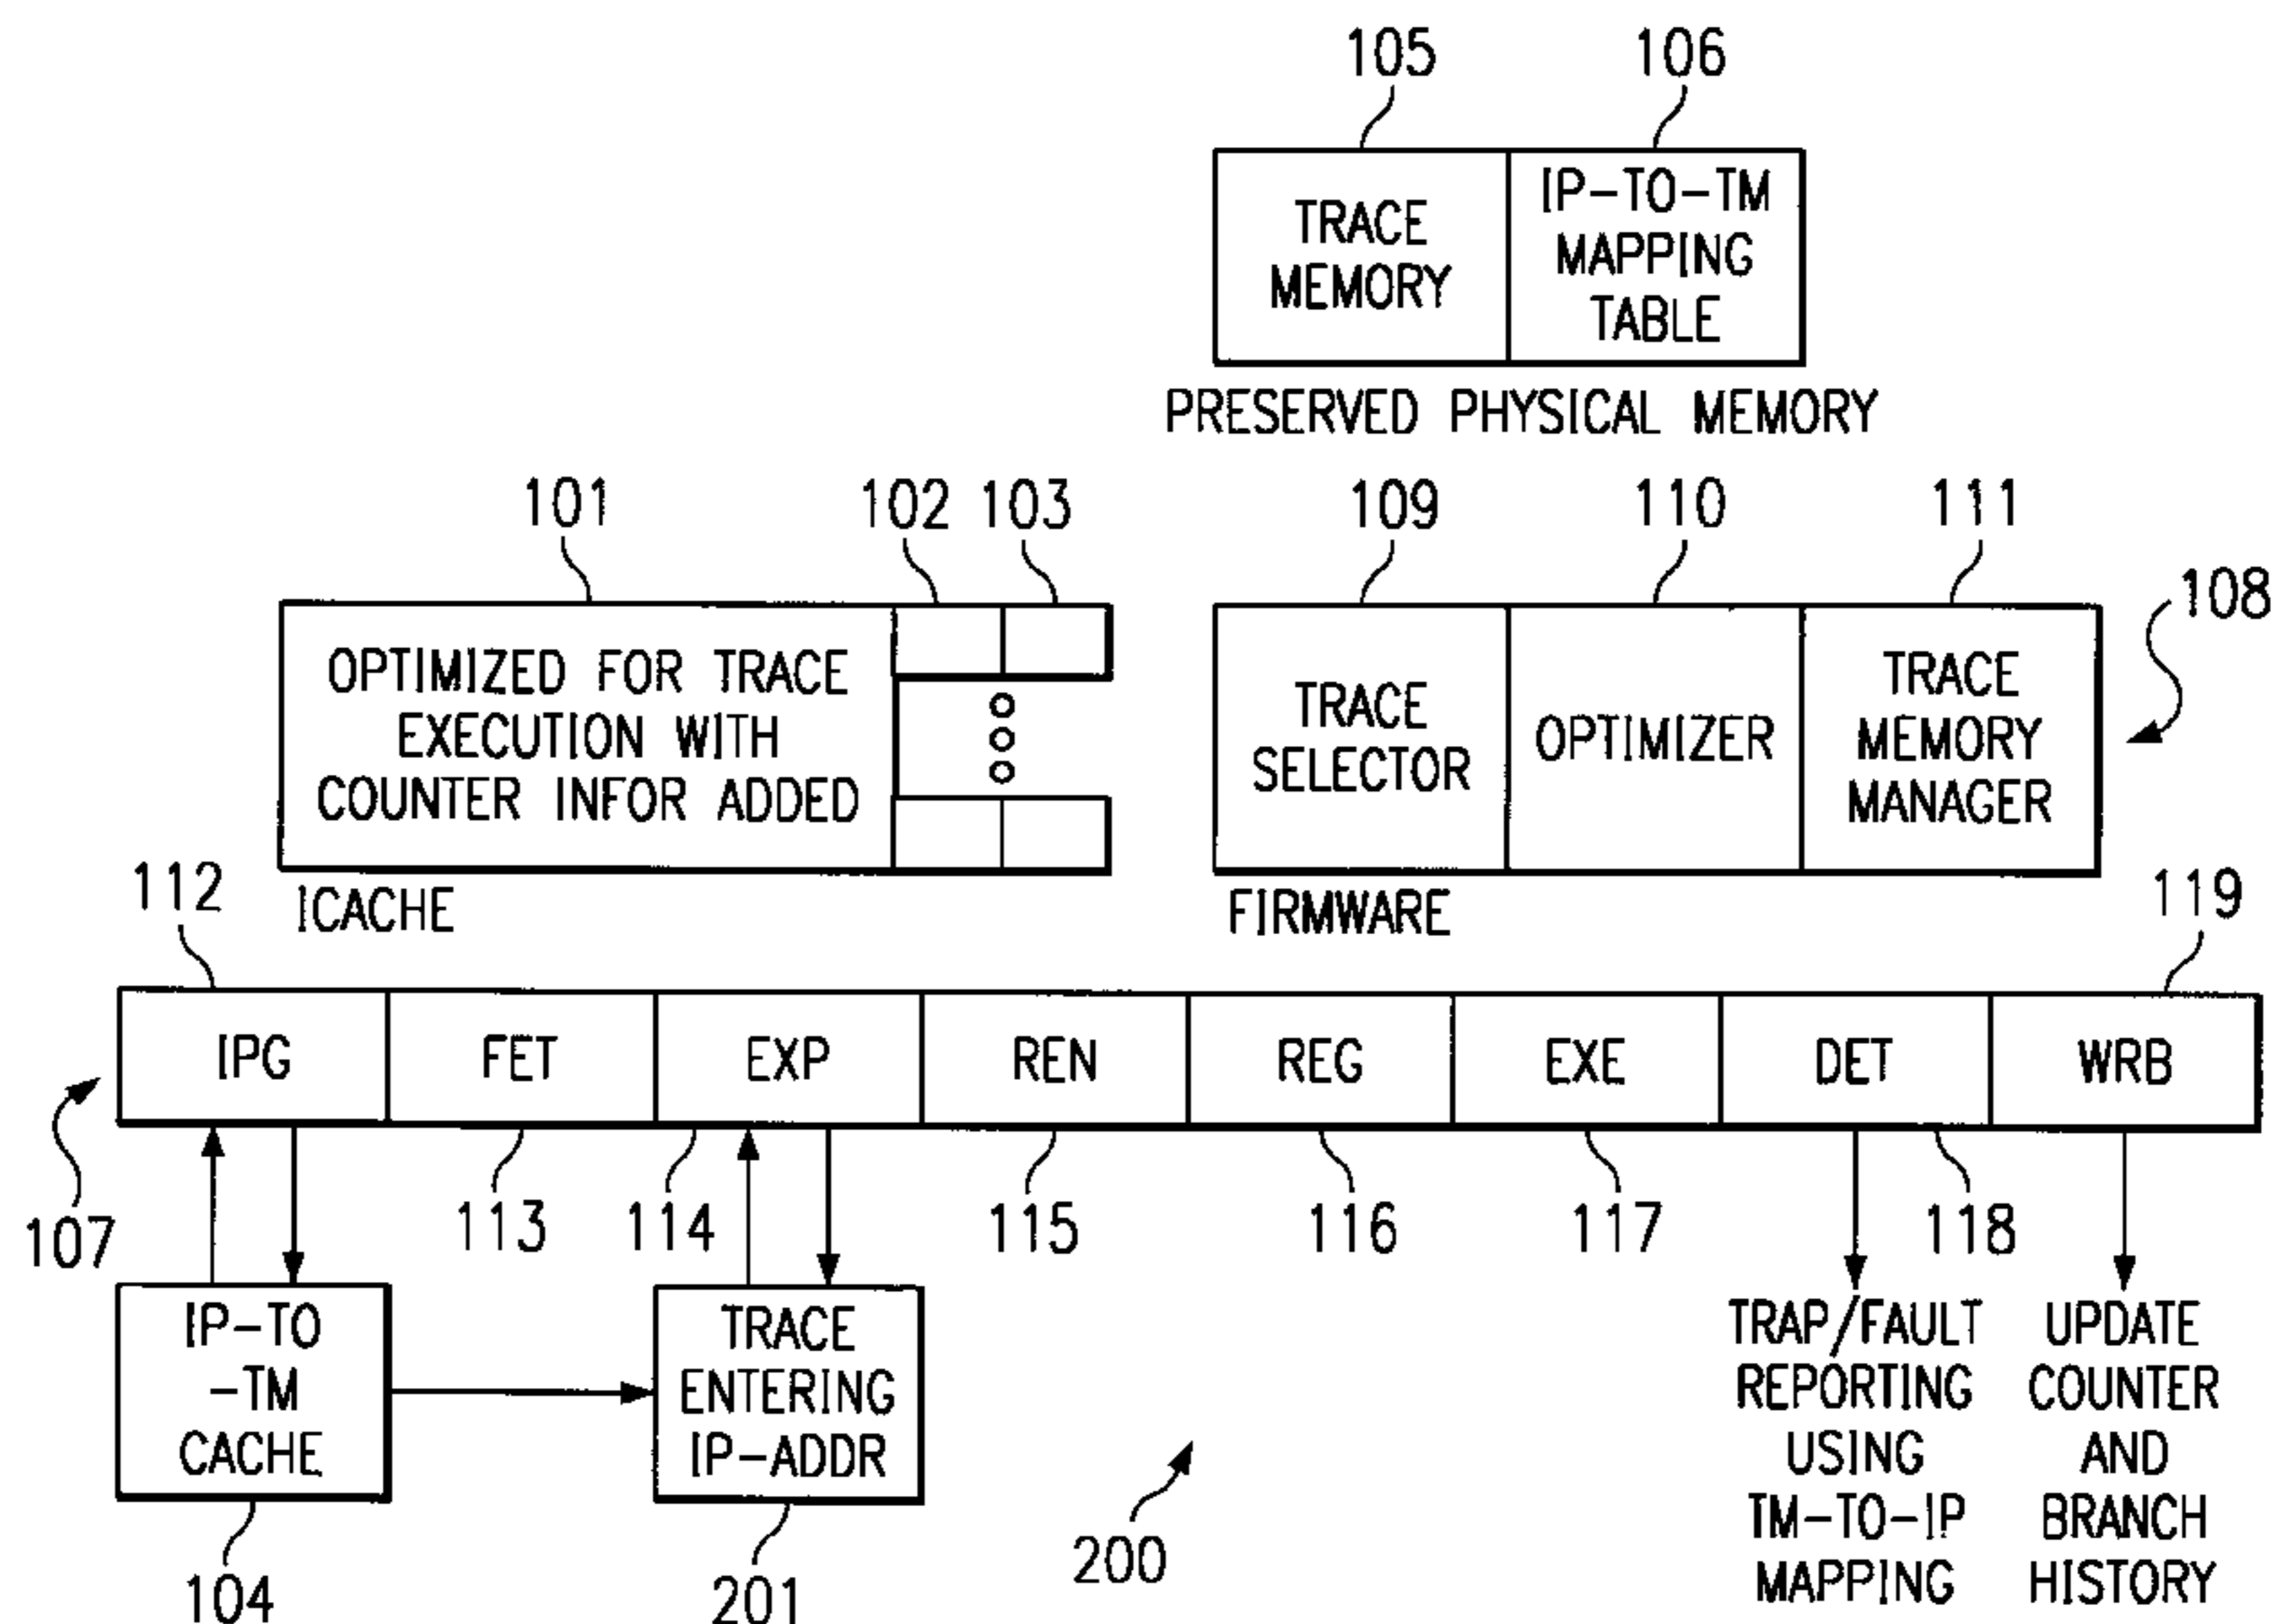 105 106
TRACE
MEMORY
IP-TO-TM
MAPPING
TABLE
PRESERVED PHYSICAL MEMORY
101 102 103 109 110 111
108
OPTIMIZED FOR TRACE
EXECUTION WITH
COUNTER INFOR ADDED
TRACE
SELECTOR
OPTIMIZER
TRACE
MEMORY
MANAGER
112
ICACHE
FIRMWARE
119
IPG FET EXP REN REG EXE DET WRB
107
113 114 115 116 117 118
IP-TO
-TM
CACHE
TRACE
ENTERING
IP-ADDR
TRAP/FAULT
REPORTING
USING
TM-TO-IP
MAPPING
UPDATE
COUNTER
AND
BRANCH
HISTORY
104
201
200